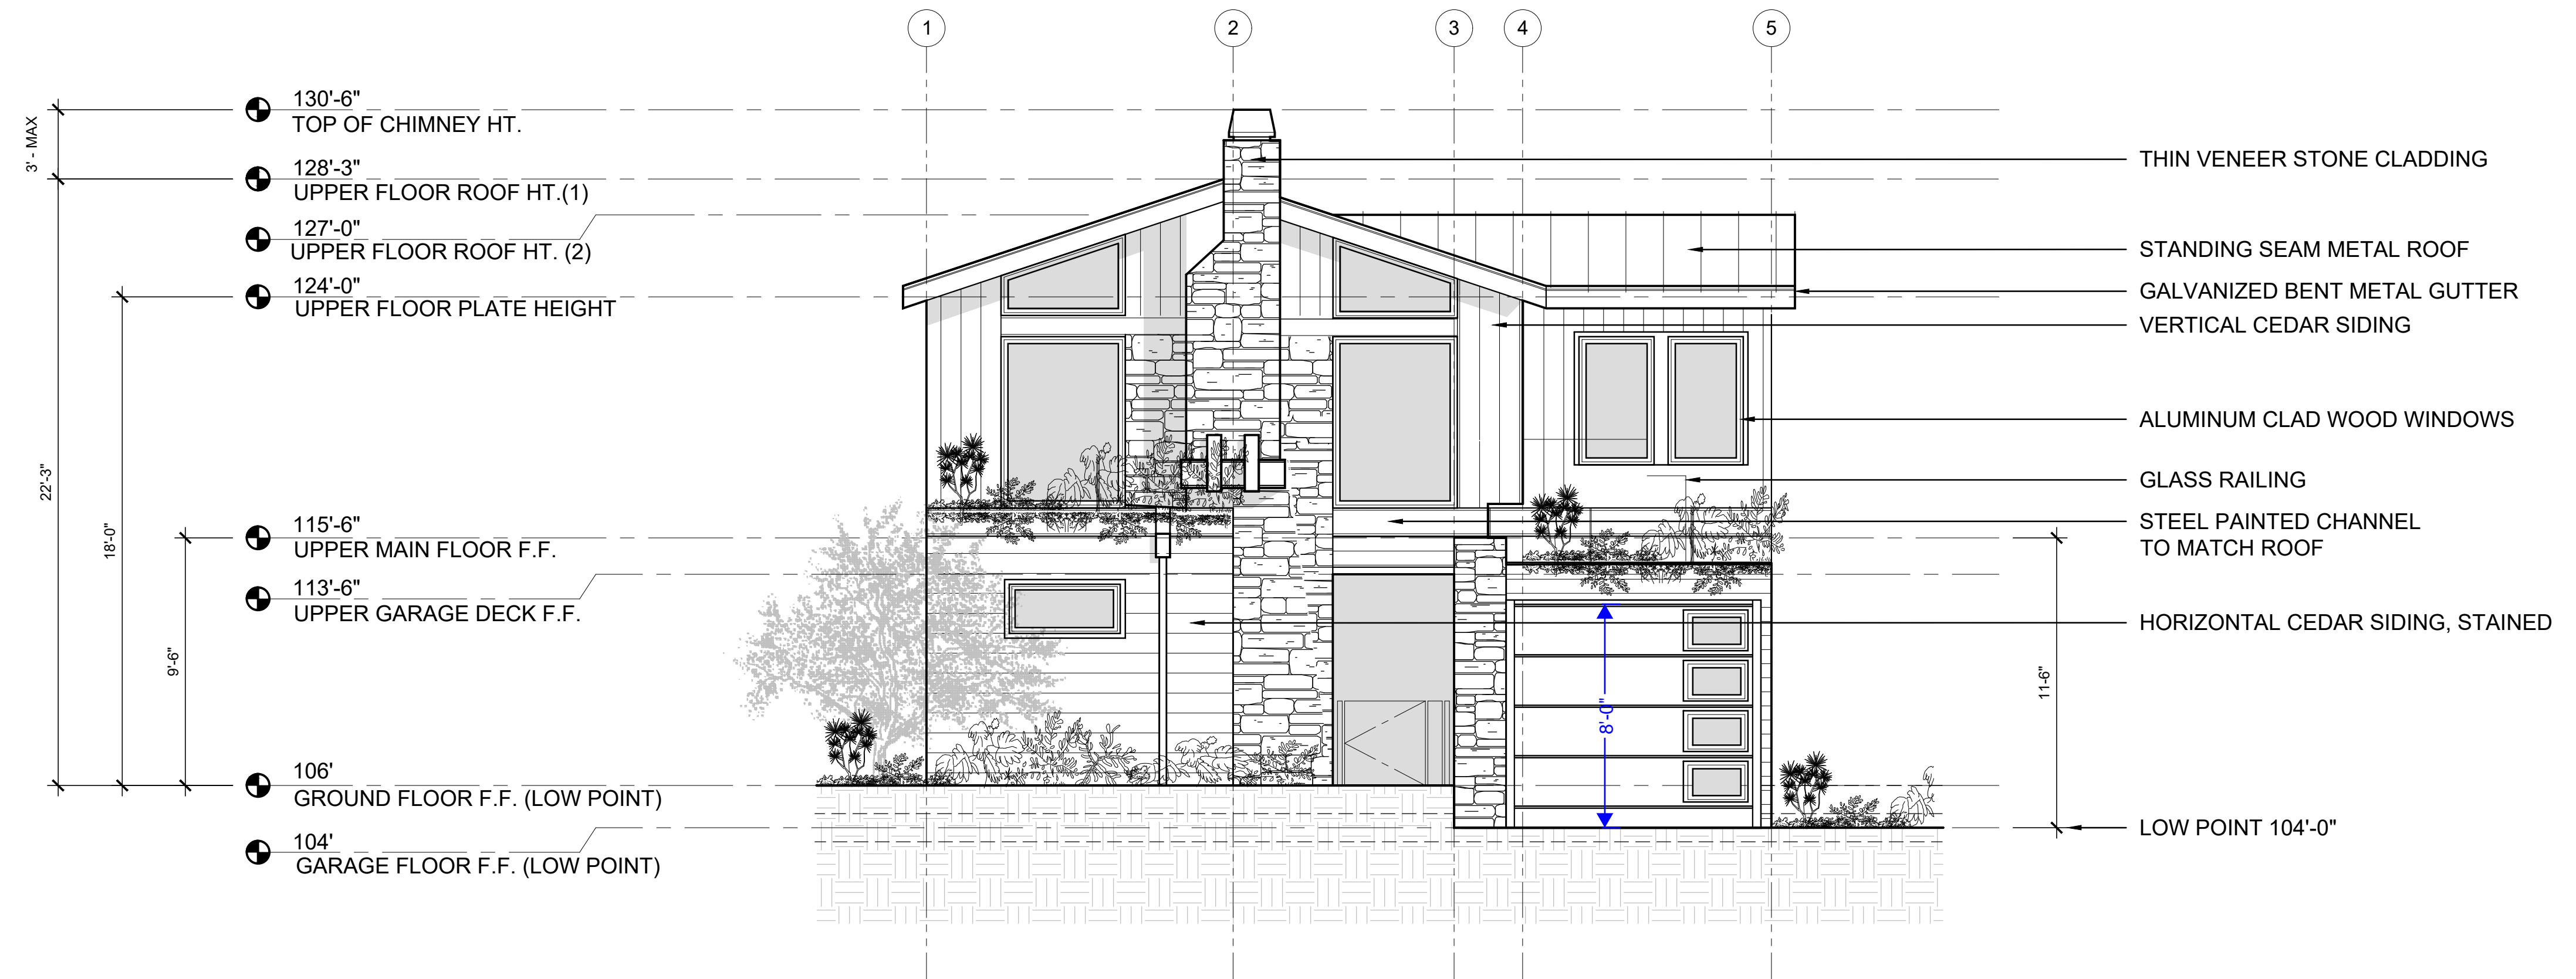 1
2
3
4
5
130'-6"
TOP OF CHIMNEY HT.
3' - MAX
128'-3"
UPPER FLOOR ROOF HT.(1)
127'-0"
UPPER FLOOR ROOF HT. (2)
124'-0"
UPPER FLOOR PLATE HEIGHT
22'-3"
18'-0"
115'-6"
UPPER MAIN FLOOR F.F.
113'-6"
UPPER GARAGE DECK F.F.
9'-6"
106'
GROUND FLOOR F.F. (LOW POINT)
104'
GARAGE FLOOR F.F. (LOW POINT)
8'-0"
11-6"
THIN VENEER STONE CLADDING
STANDING SEAM METAL ROOF
GALVANIZED BENT METAL GUTTER
VERTICAL CEDAR SIDING
ALUMINUM CLAD WOOD WINDOWS
GLASS RAILING
STEEL PAINTED CHANNEL
TO MATCH ROOF
HORIZONTAL CEDAR SIDING, STAINED
LOW POINT 104'-0"